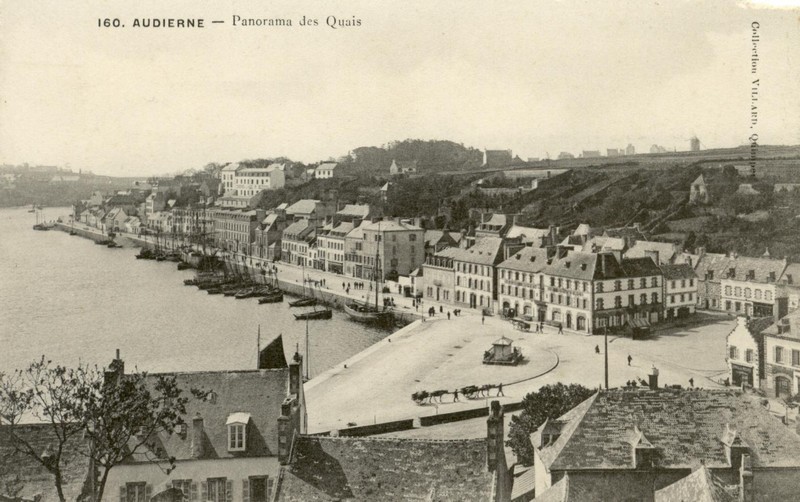 160. AUDIERNE — Panorama des Quais
Collection VILLARD, Quimper